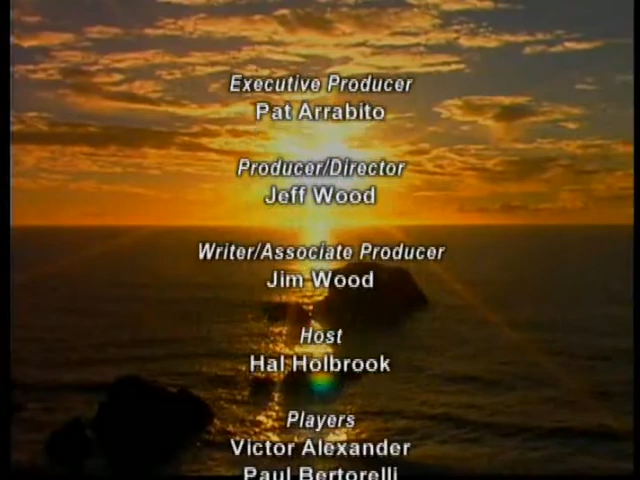 Executive Producer
Pat Arrabito
Producer/Director
Jeff Wood
Writer/Associate Producer
Jim Wood
Host
Hal Holbrook
Players
Victor Alexander
Paul Bertorelli